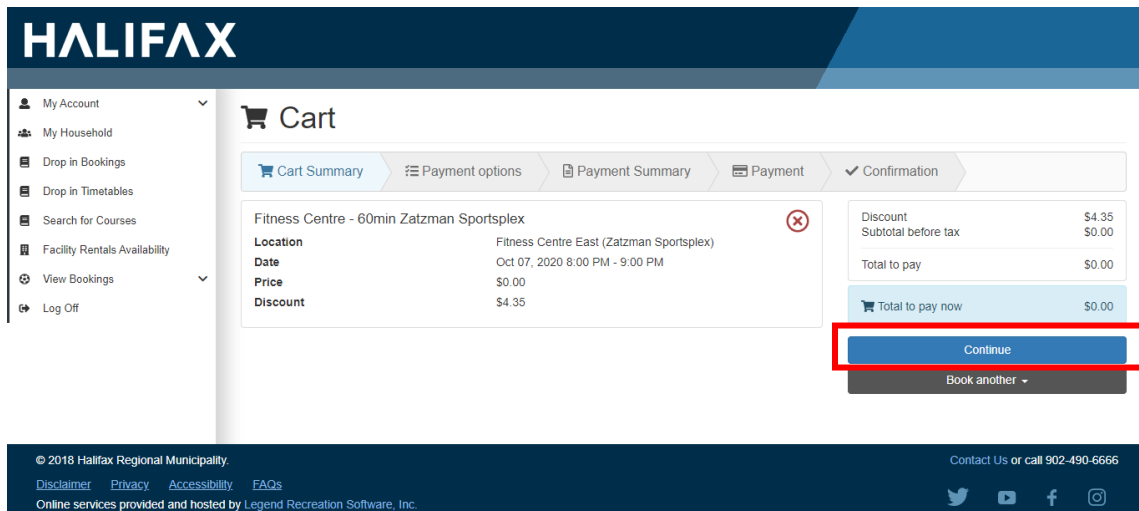 HALIFAX
My Account
My Household
Drop in Bookings
Drop in Timetables
Search for Courses
Facility Rentals Availability
View Bookings
Log Off
Cart
Cart Summary Payment options Payment Summary Payment Confirmation
Fitness Centre - 60min Zatzman Sportsplex
Location Fitness Centre East (Zatzman Sportsplex)
Date Oct 07, 2020 8:00 PM - 9:00 PM
Price $0.00
Discount $4.35
Discount $4.35
Subtotal before tax $0.00
Total to pay $0.00
Total to pay now $0.00
Continue
Book another
© 2018 Halifax Regional Municipality.
Disclaimer Privacy Accessibility FAQs
Online services provided and hosted by Legend Recreation Software, Inc.
Contact Us or call 902-490-6666